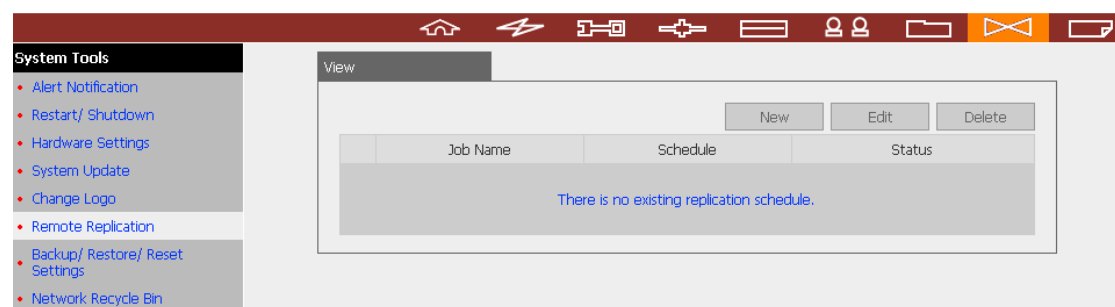 System Tools
Alert Notification
Restart/ Shutdown
Hardware Settings
System Update
Change Logo
Remote Replication
Backup/ Restore/ Reset
Settings
Network Recycle Bin
View
New Edit Delete
Job Name Schedule Status
There is no existing replication schedule.